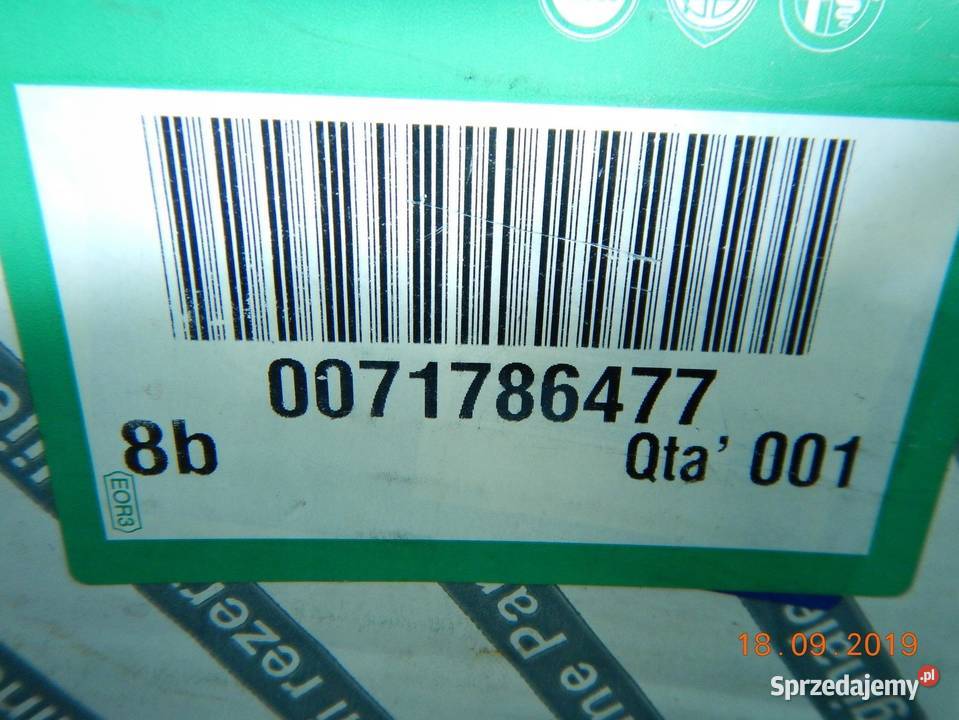 0071786477
8b
Qta' 001
EOR3
18.09.2019
Sprzedajemy.pl